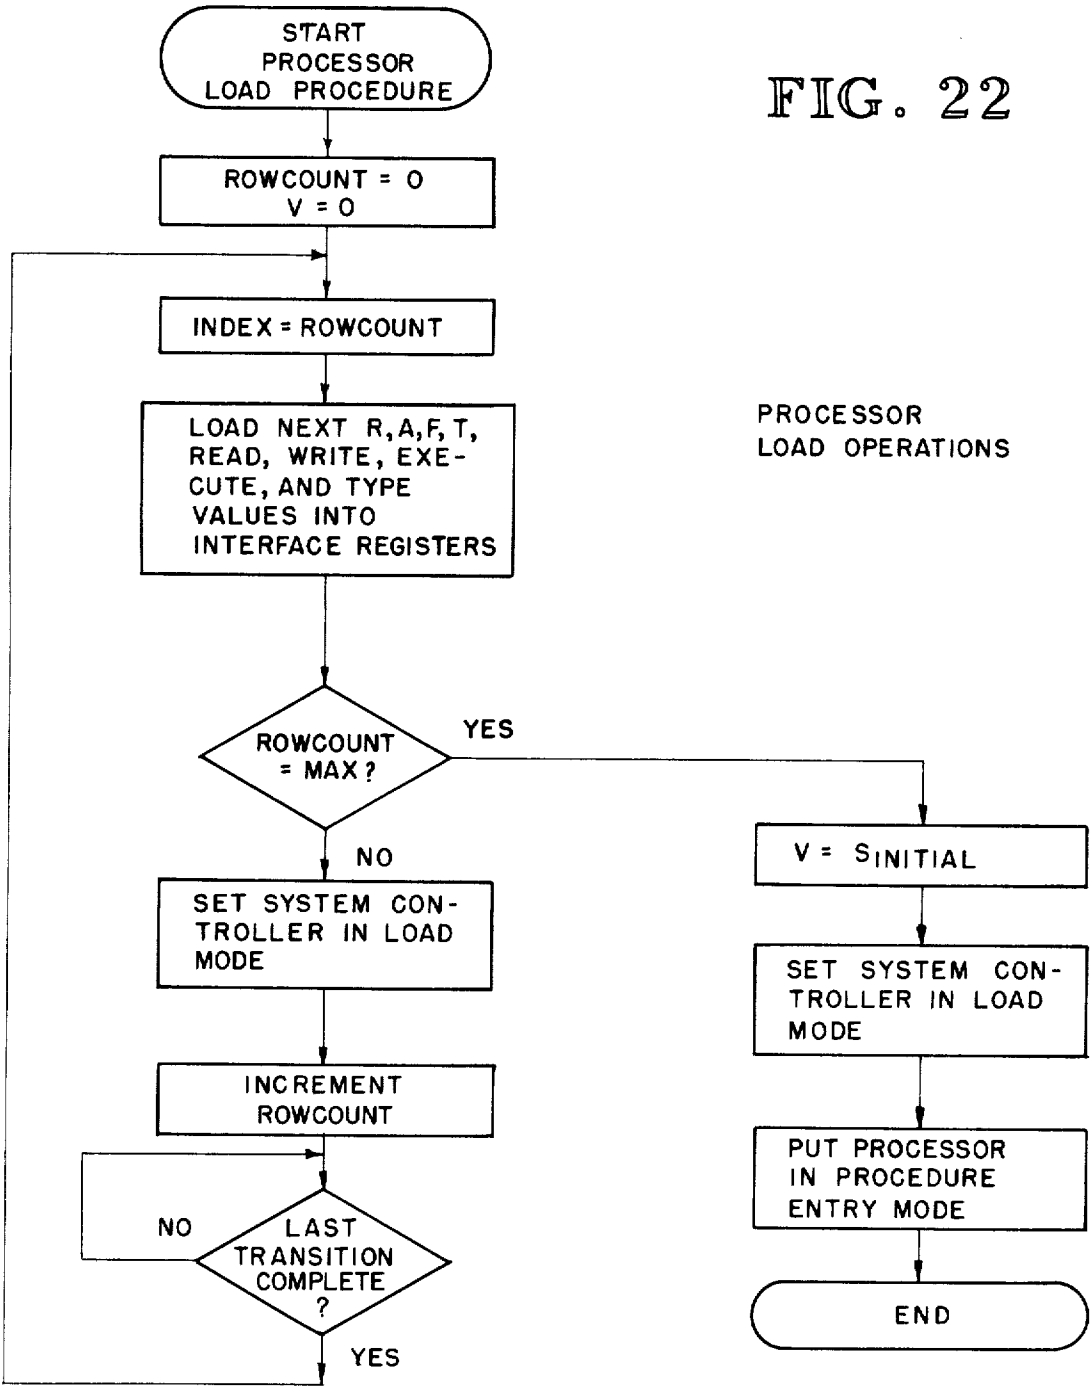 START
PROCESSOR
LOAD PROCEDURE
FIG. 22
ROWCOUNT = 0
V = 0
INDEX = ROWCOUNT
LOAD NEXT R, A, F, T,
READ, WRITE, EXE-
CUTE, AND TYPE
VALUES INTO
INTERFACE REGISTERS
PROCESSOR
LOAD OPERATIONS
ROWCOUNT
= MAX ?
YES
NO
SET SYSTEM CON-
TROLLER IN LOAD
MODE
INCREMENT
ROWCOUNT
LAST
TRANSITION
COMPLETE
?
NO
YES
V = SINITIAL
SET SYSTEM CON-
TROLLER IN LOAD
MODE
PUT PROCESSOR
IN PROCEDURE
ENTRY MODE
END